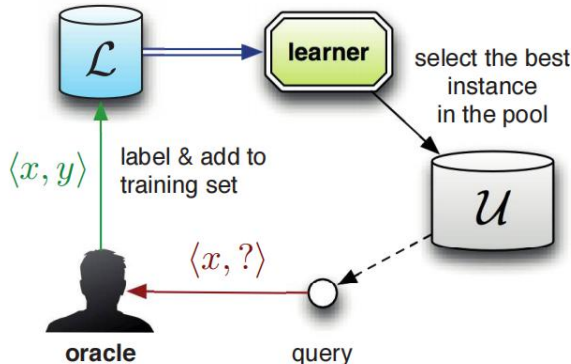 ℒ
learner
select the best
instance
in the pool
⟨x, y⟩
label & add to
training set
𝒰
⟨x, ?⟩
oracle
query